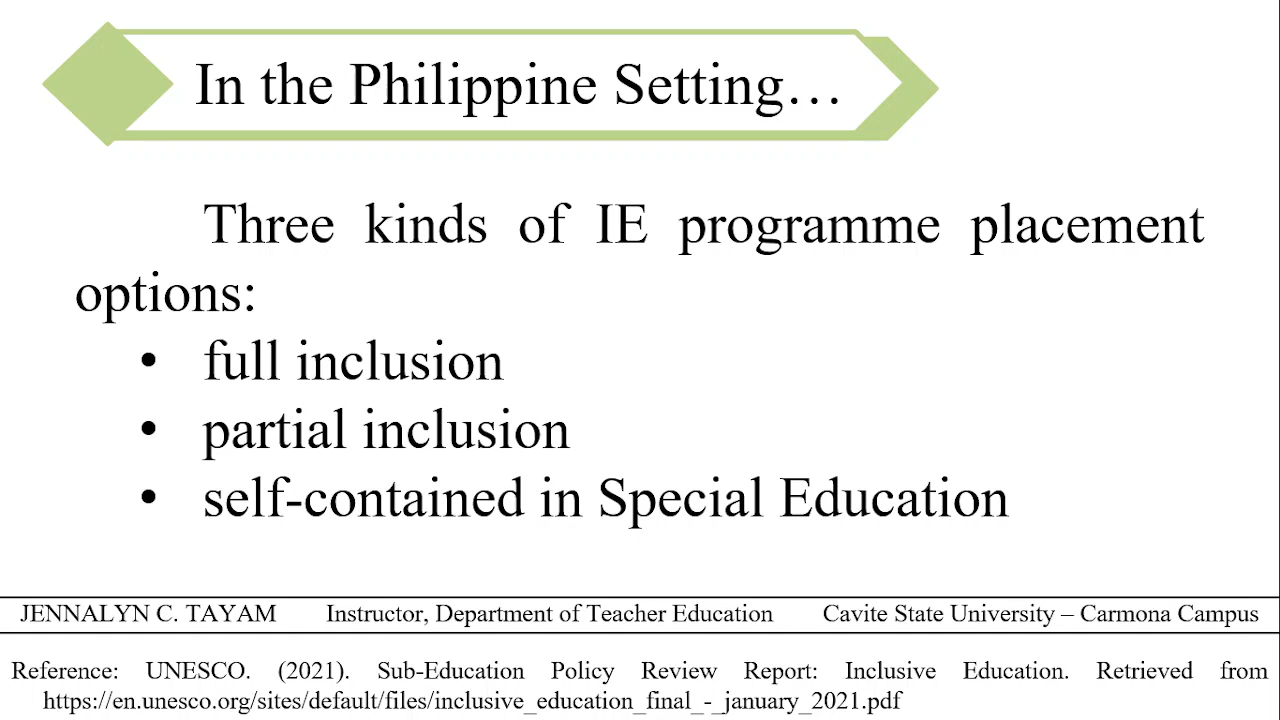 In the Philippine Setting…
Three kinds of IE programme placement
options:
• full inclusion
• partial inclusion
• self-contained in Special Education
JENNALYN C. TAYAM Instructor, Department of Teacher Education Cavite State University – Carmona Campus
Reference: UNESCO. (2021). Sub-Education Policy Review Report: Inclusive Education. Retrieved from
https://en.unesco.org/sites/default/files/inclusive_education_final_-_january_2021.pdf